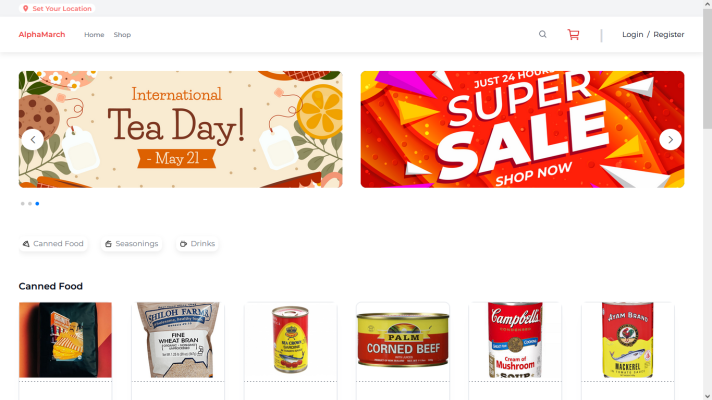 Set Your Location
AlphaMarch
Home
Shop
Login / Register
International
Tea Day!
- May 21 -
JUST 24 HOURS
SUPER
SALE
SHOP NOW
Canned Food
Seasonings
Drinks
Canned Food
SHILOH FARMS
FINE
WHEAT BRAN
PALM
CORNED BEEF
Campbell's
Cream of
Mushroom
SOUP
AYAM BRAND
MACKEREL